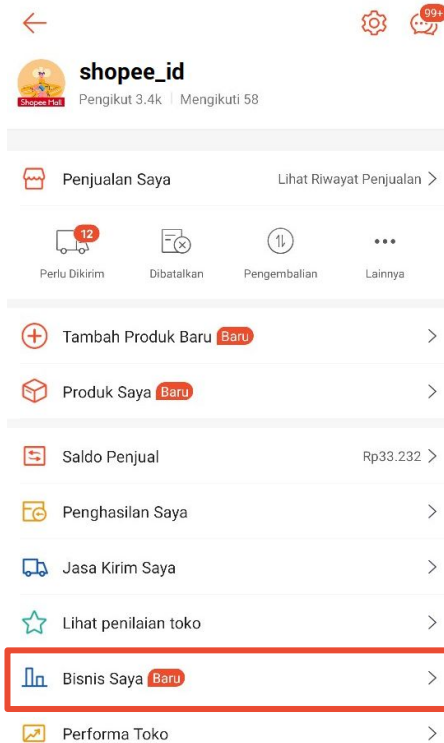 99+
shopee_id
Shopee Mall
Pengikut 3.4k | Mengikuti 58
Penjualan Saya Lihat Riwayat Penjualan
12
Perlu Dikirim Dibatalkan Pengembalian Lainnya
Tambah Produk Baru Baru
Produk Saya Baru
Saldo Penjual Rp33.232
Penghasilan Saya
Jasa Kirim Saya
Lihat penilaian toko
Bisnis Saya Baru
Performa Toko